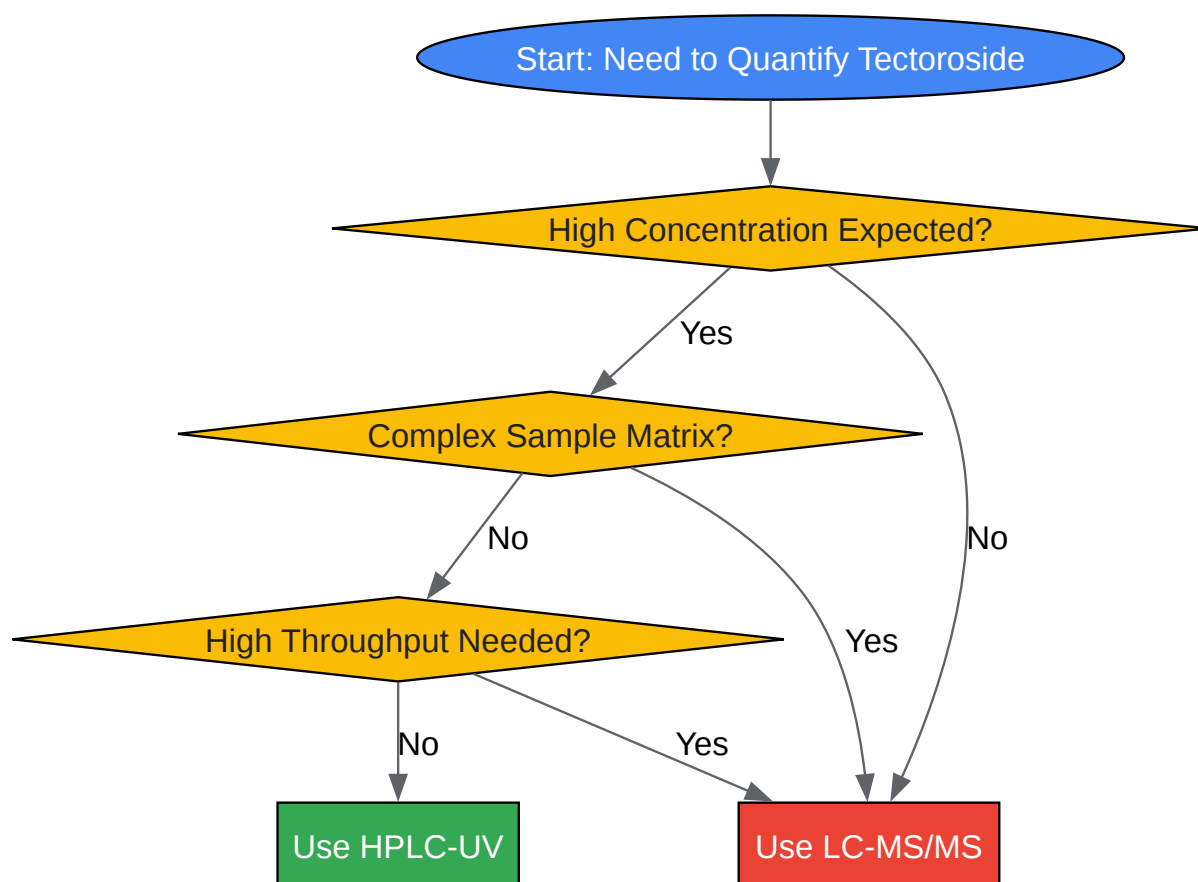 Start: Need to Quantify Tectoroside
High Concentration Expected?
Yes
Complex Sample Matrix?
No
No
High Throughput Needed?
Yes
No
Yes
Use HPLC-UV
Use LC-MS/MS